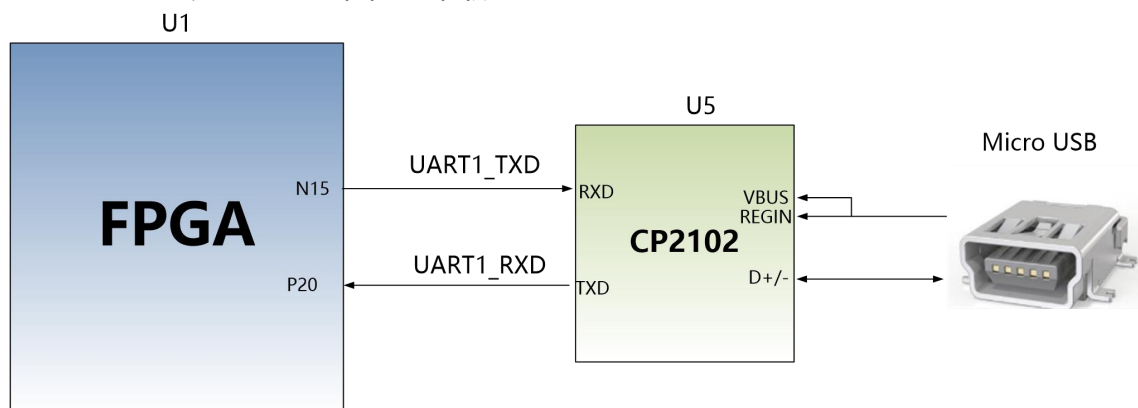 U1
U5
Micro USB
UART1_TXD
N15
RXD
VBUS
REGIN
FPGA
CP2102
UART1_RXD
D+/-
P20
TXD